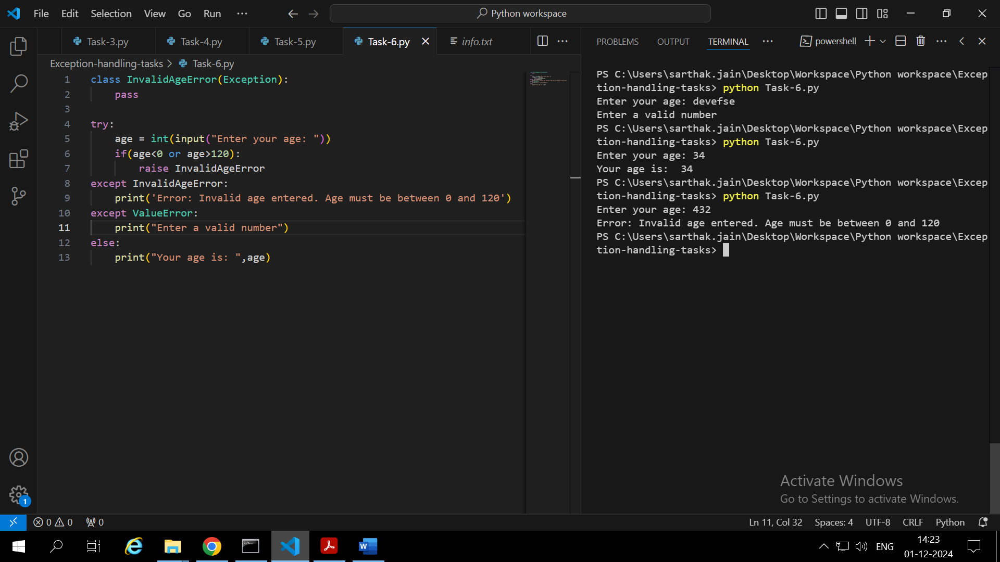 File Edit Selection View Go Run ··· Python workspace
Task-3.py Task-4.py Task-5.py Task-6.py info.txt
Exception-handling-tasks > Task-6.py
1 class InvalidAgeError(Exception):
2     pass
3
4 try:
5     age = int(input("Enter your age: "))
6     if(age<0 or age>120):
7         raise InvalidAgeError
8 except InvalidAgeError:
9     print('Error: Invalid age entered. Age must be between 0 and 120')
10 except ValueError:
11     print("Enter a valid number")
12 else:
13     print("Your age is: ",age)
PROBLEMS OUTPUT TERMINAL ··· powershell
PS C:\Users\sarthak.jain\Desktop\Workspace\Python workspace\Excep
tion-handling-tasks> python Task-6.py
Enter your age: devefse
Enter a valid number
PS C:\Users\sarthak.jain\Desktop\Workspace\Python workspace\Excep
tion-handling-tasks> python Task-6.py
Enter your age: 34
Your age is:  34
PS C:\Users\sarthak.jain\Desktop\Workspace\Python workspace\Excep
tion-handling-tasks> python Task-6.py
Enter your age: 432
Error: Invalid age entered. Age must be between 0 and 120
PS C:\Users\sarthak.jain\Desktop\Workspace\Python workspace\Excep
tion-handling-tasks>
Activate Windows
Go to Settings to activate Windows.
1
0 0 0 Ln 11, Col 32 Spaces: 4 UTF-8 CRLF Python
ENG 14:23
01-12-2024